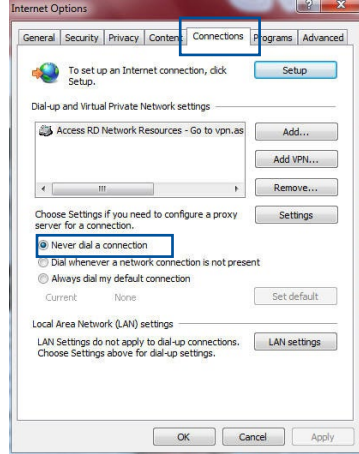 Internet Options
General Security Privacy Content Connections Programs Advanced
To set up an Internet connection, click
Setup.
Setup
Dial-up and Virtual Private Network settings
Access RD Network Resources - Go to vpn.as
Add...
Add VPN...
Remove...
Choose Settings if you need to configure a proxy
server for a connection.
Settings
Never dial a connection
Dial whenever a network connection is not present
Always dial my default connection
Current None
Set default
Local Area Network (LAN) settings
LAN Settings do not apply to dial-up connections.
Choose Settings above for dial-up settings.
LAN settings
OK Cancel Apply